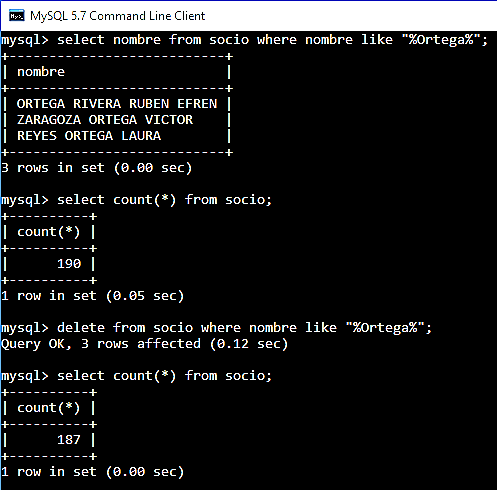 MySQL 5.7 Command Line Client
mysql> select nombre from socio where nombre like "%Ortega%";
+---------------------------+
| nombre                    |
+---------------------------+
| ORTEGA RIVERA RUBEN EFREN |
| ZARAGOZA ORTEGA VICTOR    |
| REYES ORTEGA LAURA        |
+---------------------------+
3 rows in set (0.00 sec)
mysql> select count(*) from socio;
+----------+
| count(*) |
+----------+
|      190 |
+----------+
1 row in set (0.05 sec)
mysql> delete from socio where nombre like "%Ortega%";
Query OK, 3 rows affected (0.12 sec)
mysql> select count(*) from socio;
+----------+
| count(*) |
+----------+
|      187 |
+----------+
1 row in set (0.00 sec)